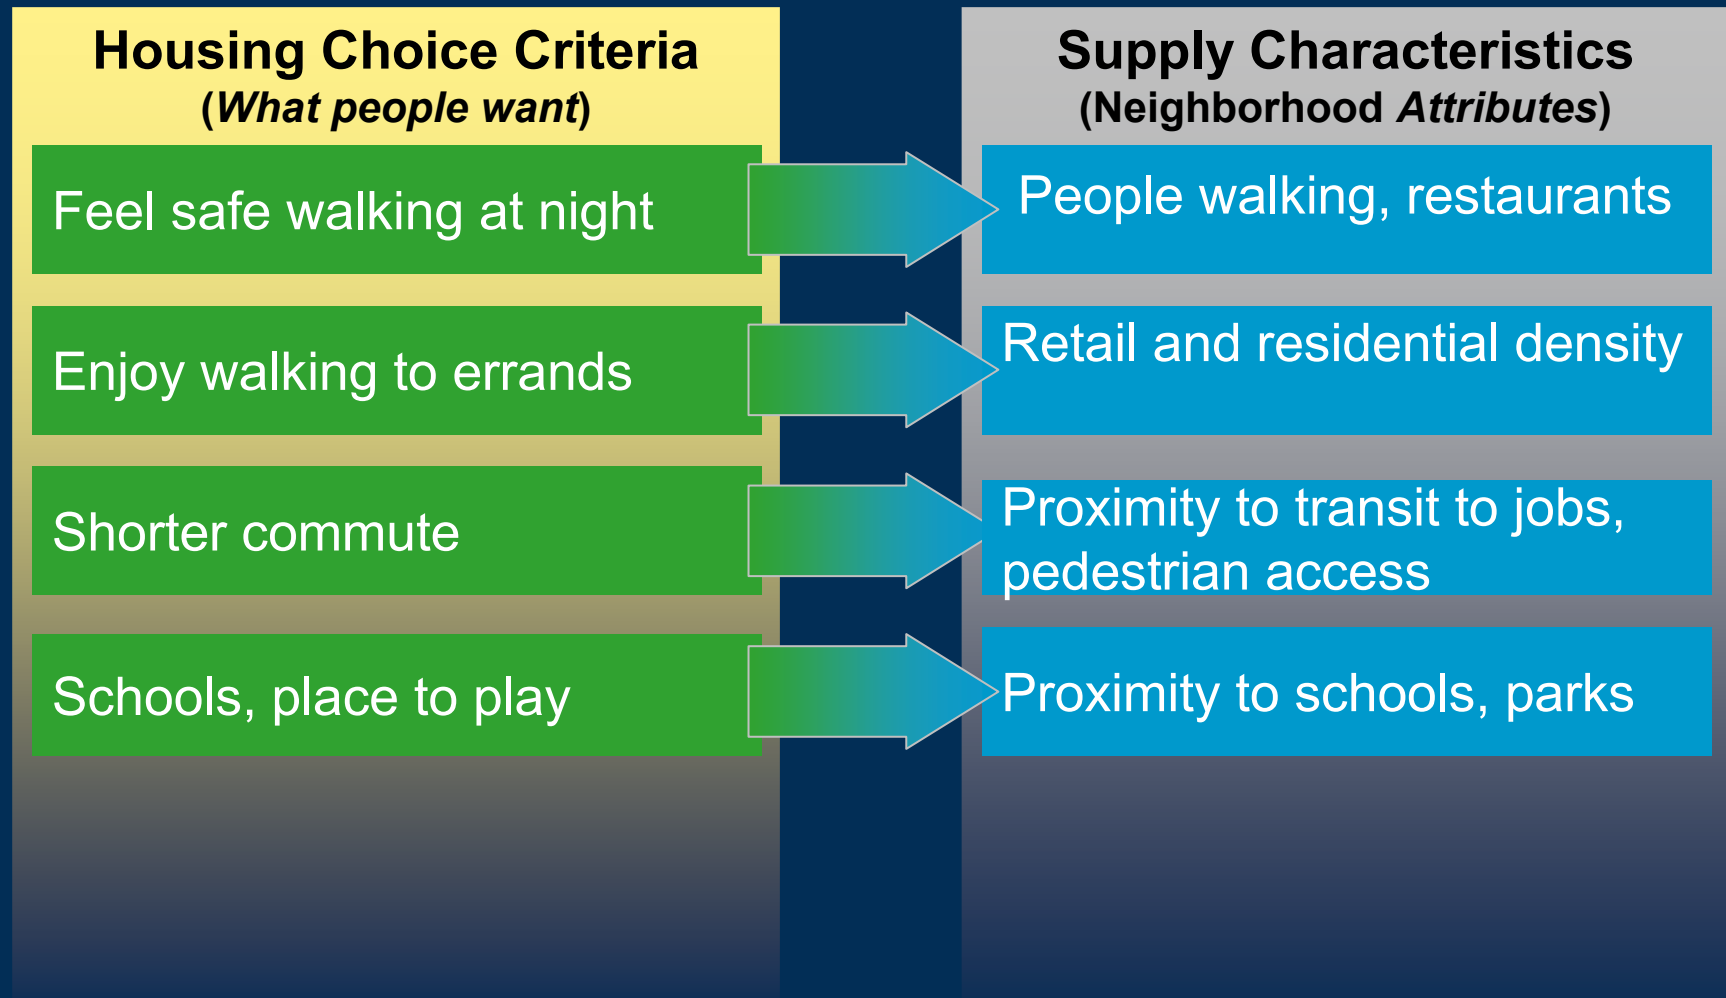 Housing Choice Criteria
(What people want)
Supply Characteristics
(Neighborhood Attributes)
Feel safe walking at night
People walking, restaurants
Enjoy walking to errands
Retail and residential density
Shorter commute
Proximity to transit to jobs,
pedestrian access
Schools, place to play
Proximity to schools, parks